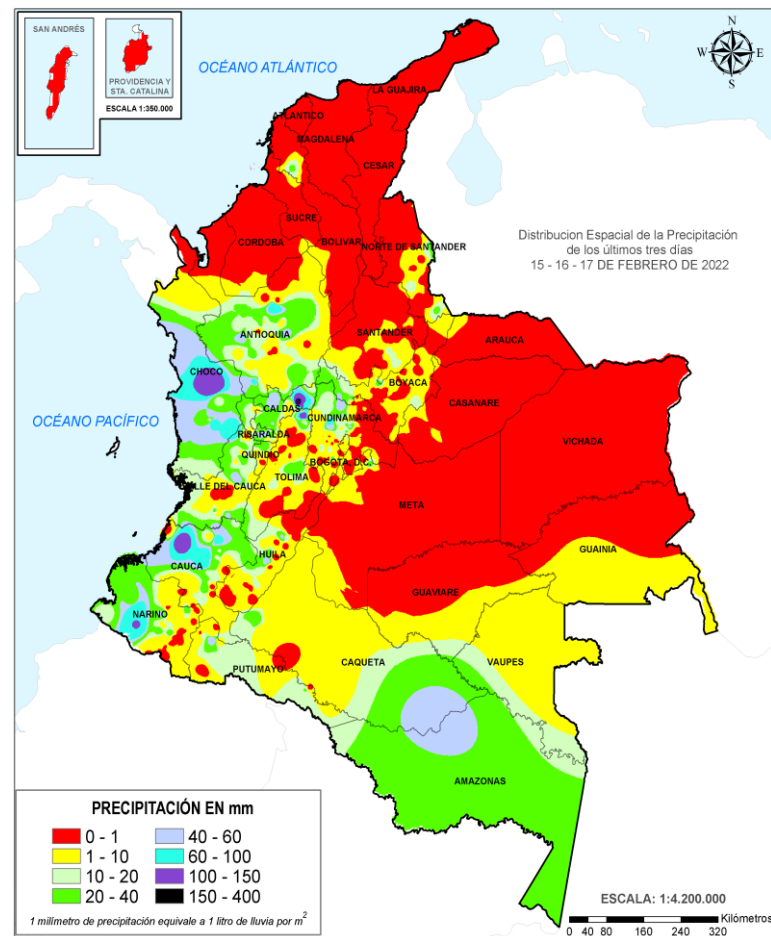 SAN ANDRÉS
PROVIDENCIA Y
STA. CATALINA
ESCALA 1:350.000
OCÉANO ATLÁNTICO
N
W
E
S
LA GUAJIRA
ATLANTICO
MAGDALENA
CESAR
SUCRE
CORDOBA
BOLIVAR
NORTE DE SANTANDER
Distribucion Espacial de la Precipitación
de los últimos tres días
15 - 16 - 17 DE FEBRERO DE 2022
ANTIOQUIA
SANTANDER
ARAUCA
CHOCO
BOYACA
CASANARE
OCÉANO PACÍFICO
CALDAS
CUNDINAMARCA
VICHADA
RISARALDA
QUINDIO
BOGOTA, D.C.
TOLIMA
VALLE DEL CAUCA
META
HUILA
GUAINIA
CAUCA
GUAVIARE
NARINO
CAQUETA
VAUPES
PUTUMAYO
AMAZONAS
PRECIPITACIÓN EN mm
0 - 1
40 - 60
1 - 10
60 - 100
10 - 20
100 - 150
20 - 40
150 - 400
1 milímetro de precipitación equivale a 1 litro de lluvia por m²
ESCALA: 1:4.200.000
Kilómetros
0 40 80 160 240 320